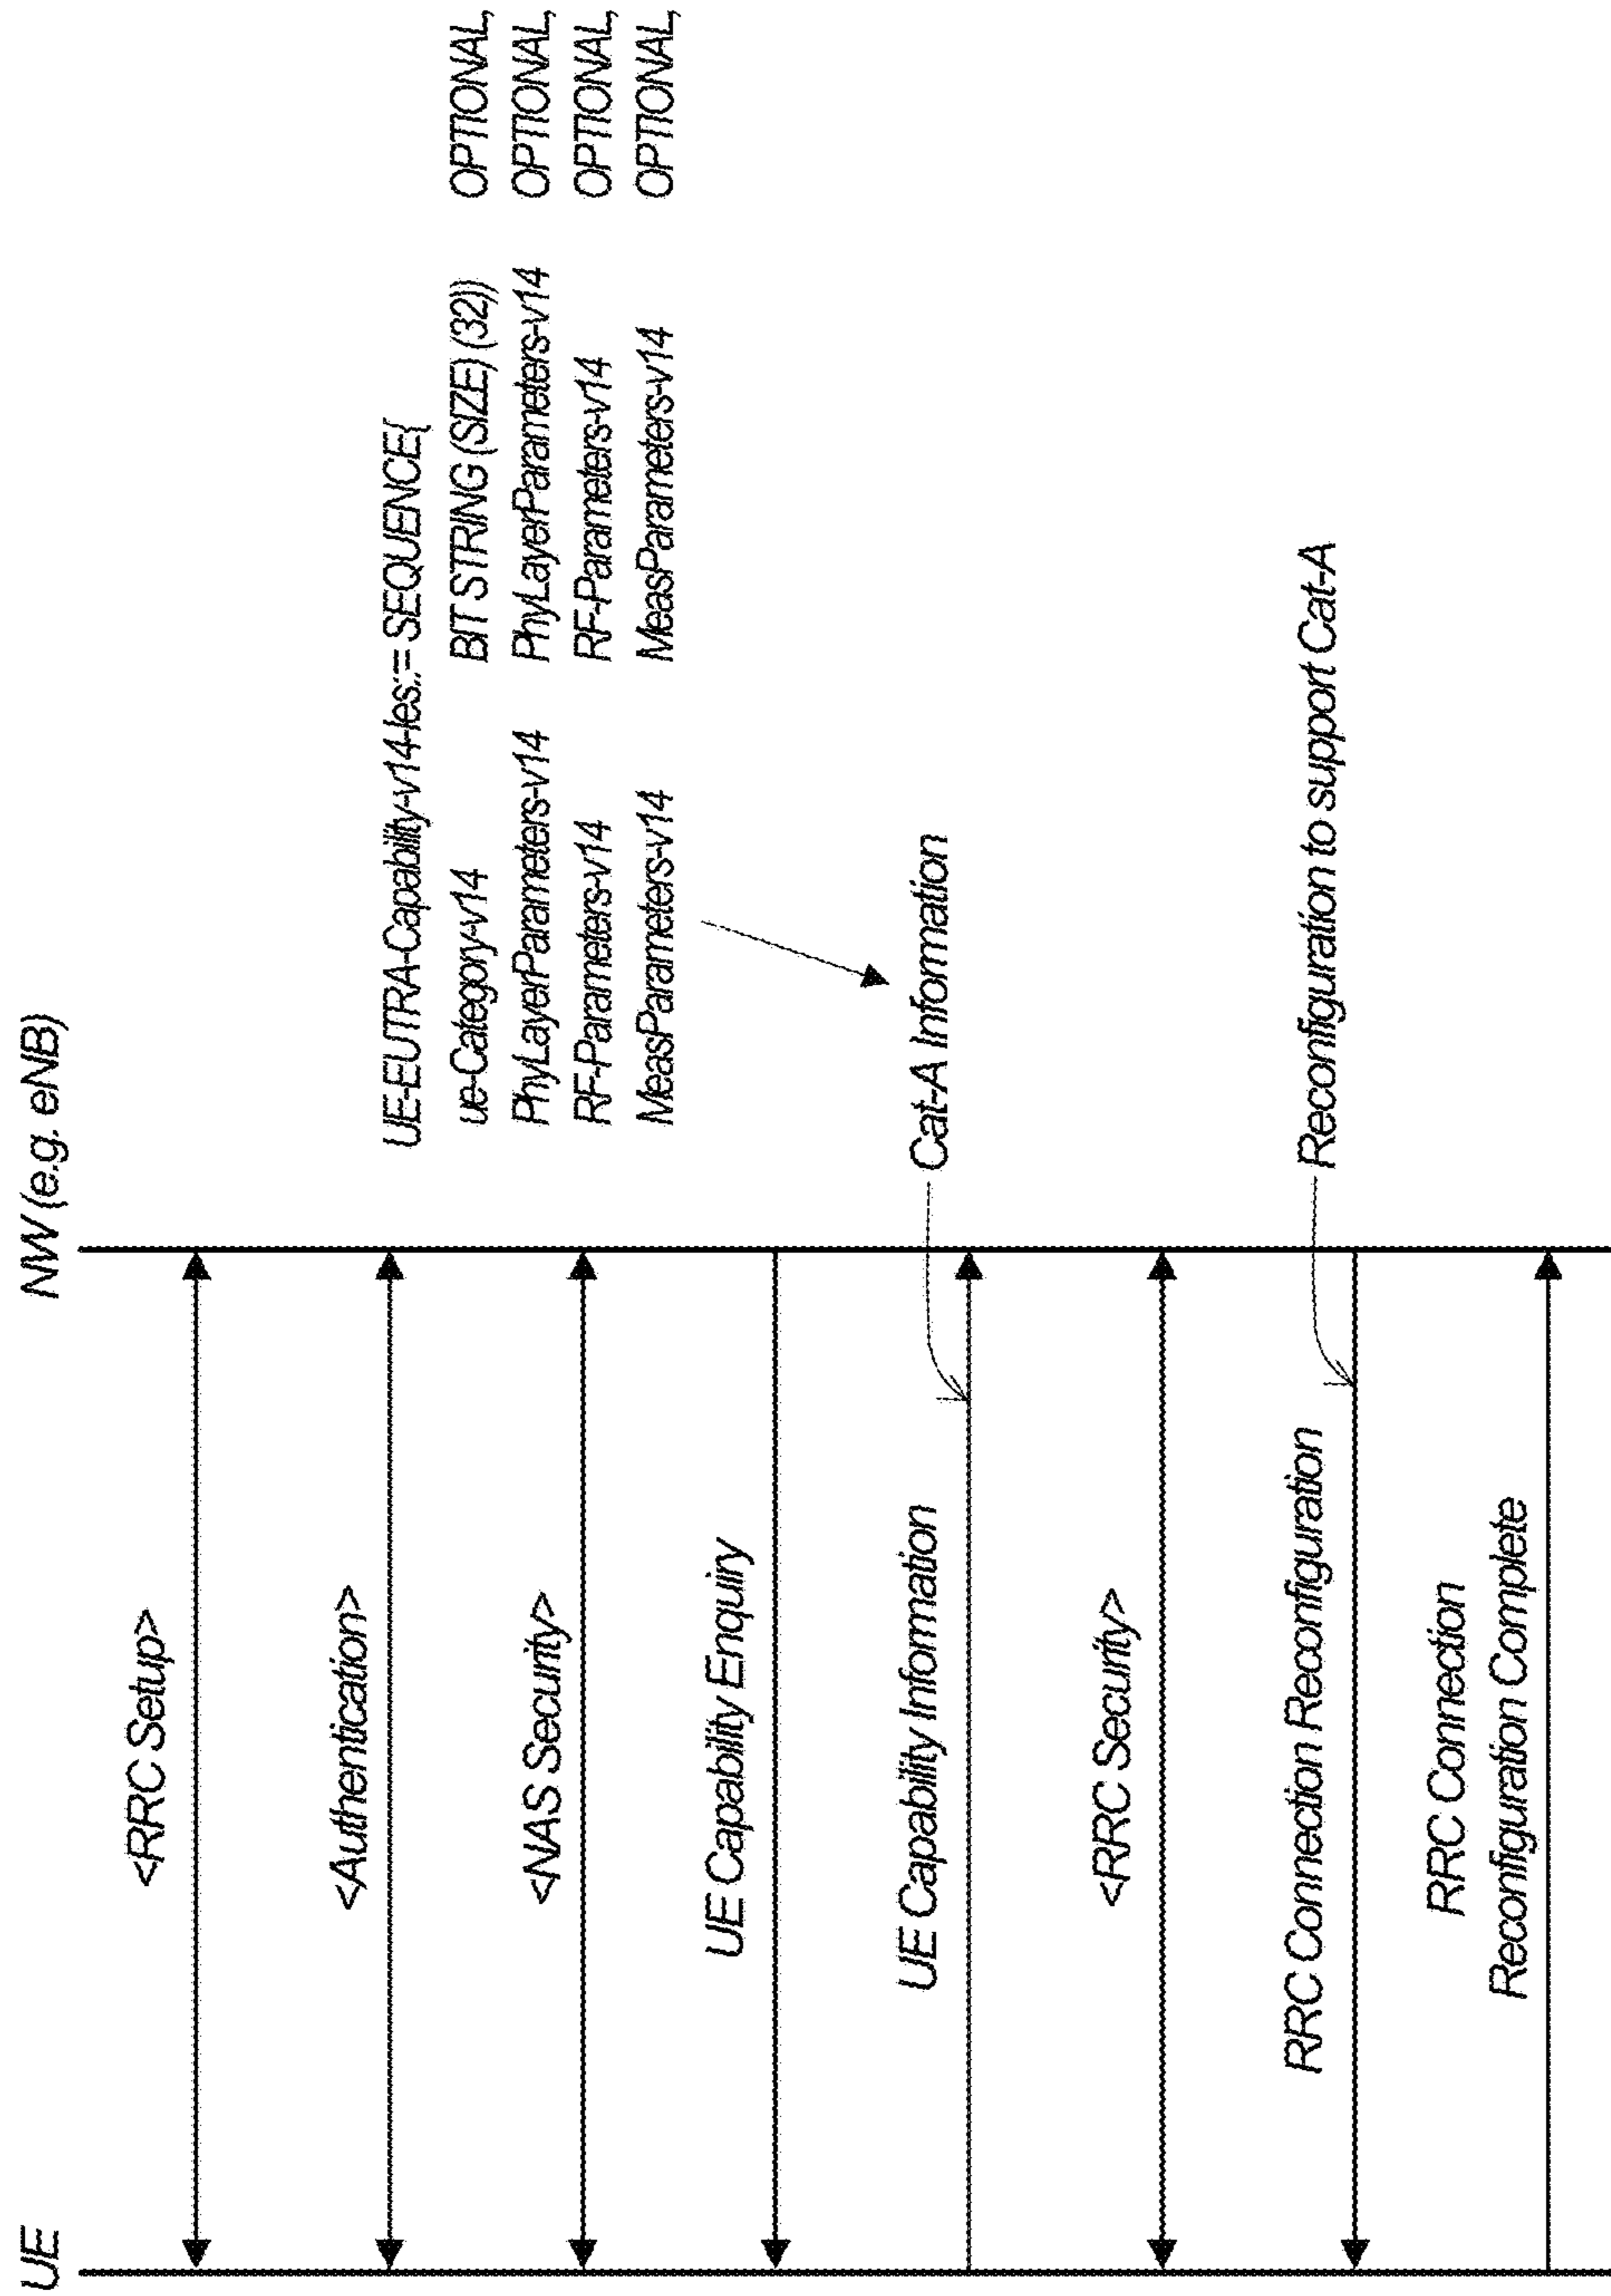 UE
NW (e.g. eNB)
<RRC Setup>
<Authentication>
UE-EUTRA-Capability-v14-Ies::= SEQUENCE{
ue-Category-v14 BIT STRING (SIZE) (32)) OPTIONAL,
PhyLayerParameters-v14 PhyLayerParameters-v14 OPTIONAL,
RF-Parameters-v14 RF-Parameters-v14 OPTIONAL,
MeasParameters-v14 MeasParameters-v14 OPTIONAL,
<NAS Security>
UE Capability Enquiry
UE Capability Information
Cat-A Information
<RRC Security>
RRC Connection Reconfiguration
Reconfiguration to support Cat-A
RRC Connection
Reconfiguration Complete